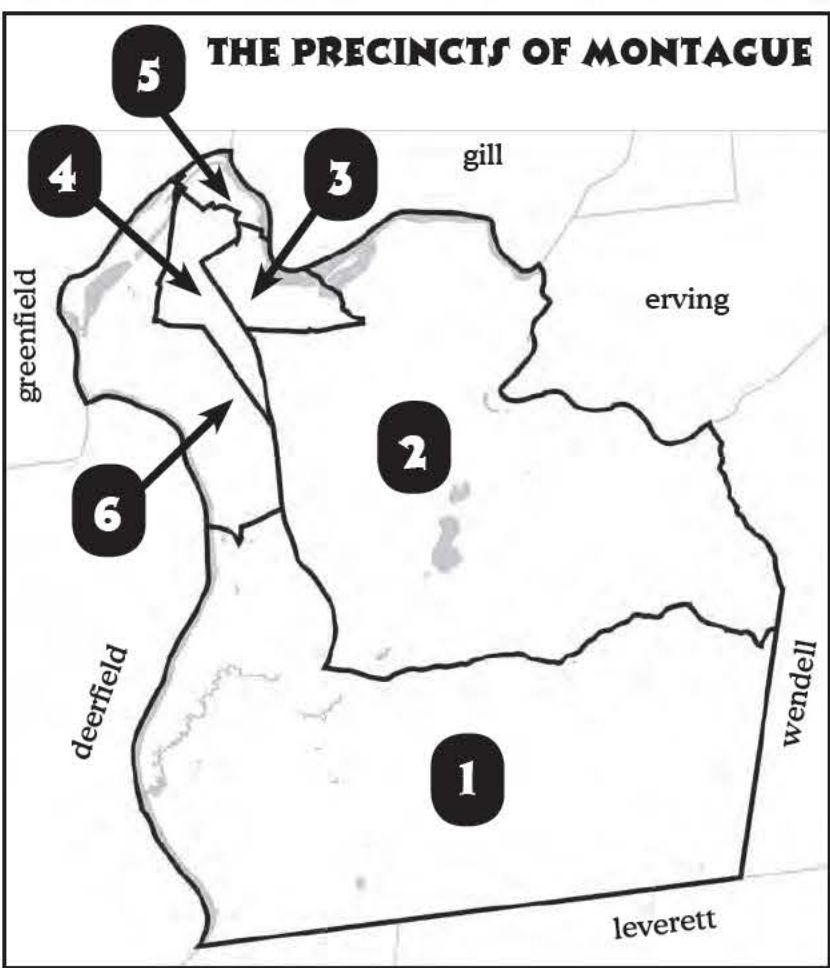 THE PRECINCTS OF MONTAGUE
5
4
3
gill
greenfield
erving
2
6
deerfield
wendell
1
leverett